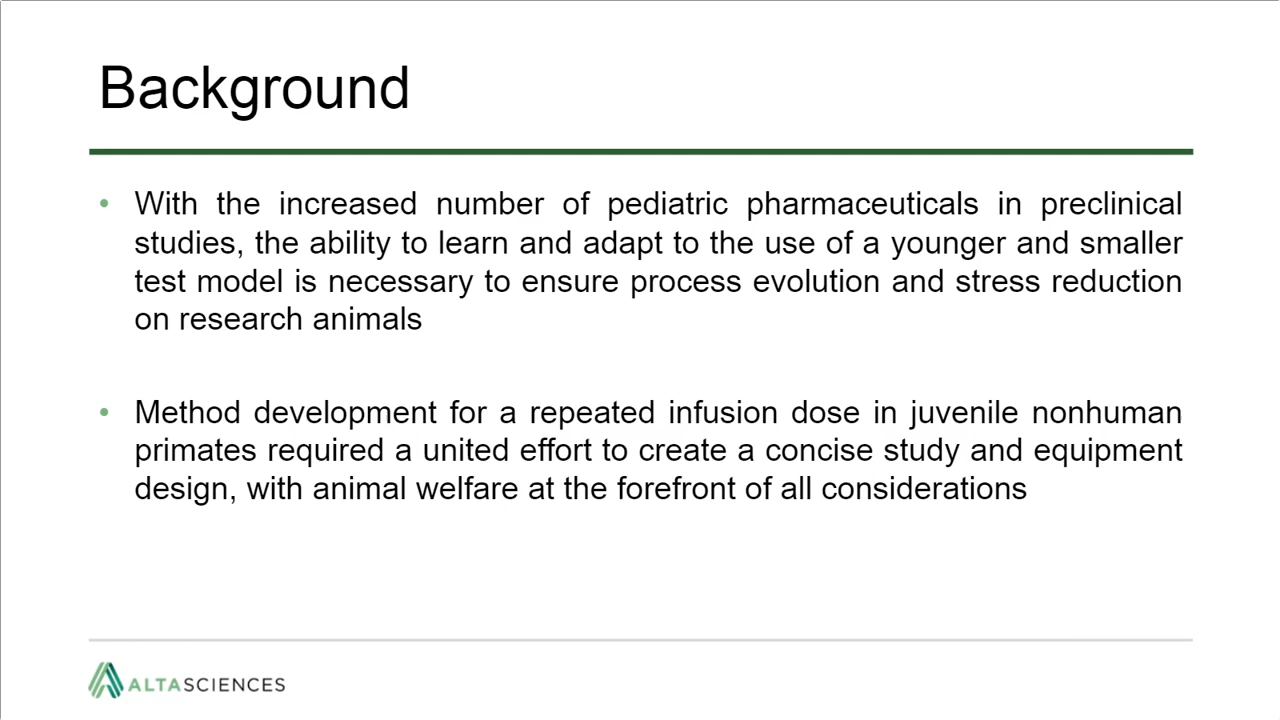 Background
• With the increased number of pediatric pharmaceuticals in preclinical
studies, the ability to learn and adapt to the use of a younger and smaller
test model is necessary to ensure process evolution and stress reduction
on research animals
• Method development for a repeated infusion dose in juvenile nonhuman
primates required a united effort to create a concise study and equipment
design, with animal welfare at the forefront of all considerations
ALTASCIENCES